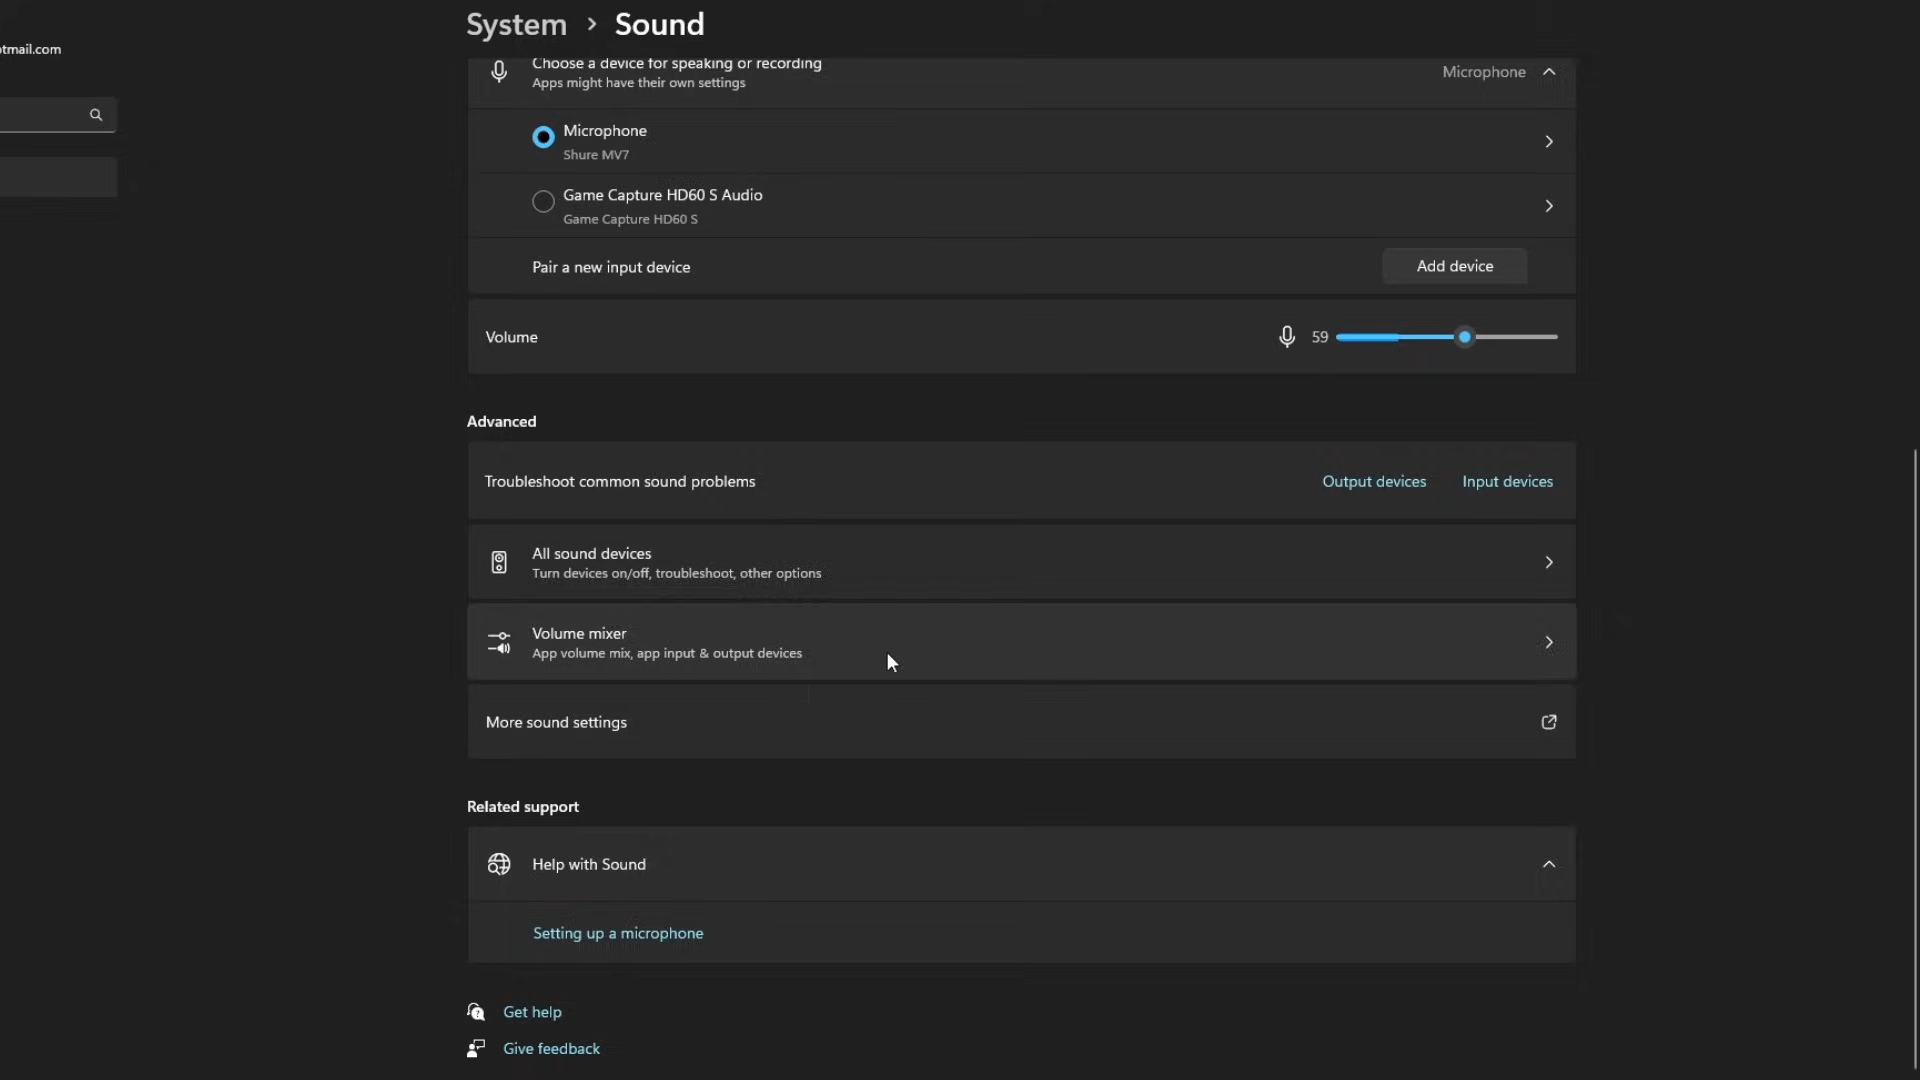 System > Sound
otmail.com
Choose a device for speaking or recording
Apps might have their own settings
Microphone
Microphone
Shure MV7
Game Capture HD60 S Audio
Game Capture HD60 S
Pair a new input device
Add device
Volume
59
Advanced
Troubleshoot common sound problems
Output devices
Input devices
All sound devices
Turn devices on/off, troubleshoot, other options
Volume mixer
App volume mix, app input & output devices
More sound settings
Related support
Help with Sound
Setting up a microphone
Get help
Give feedback